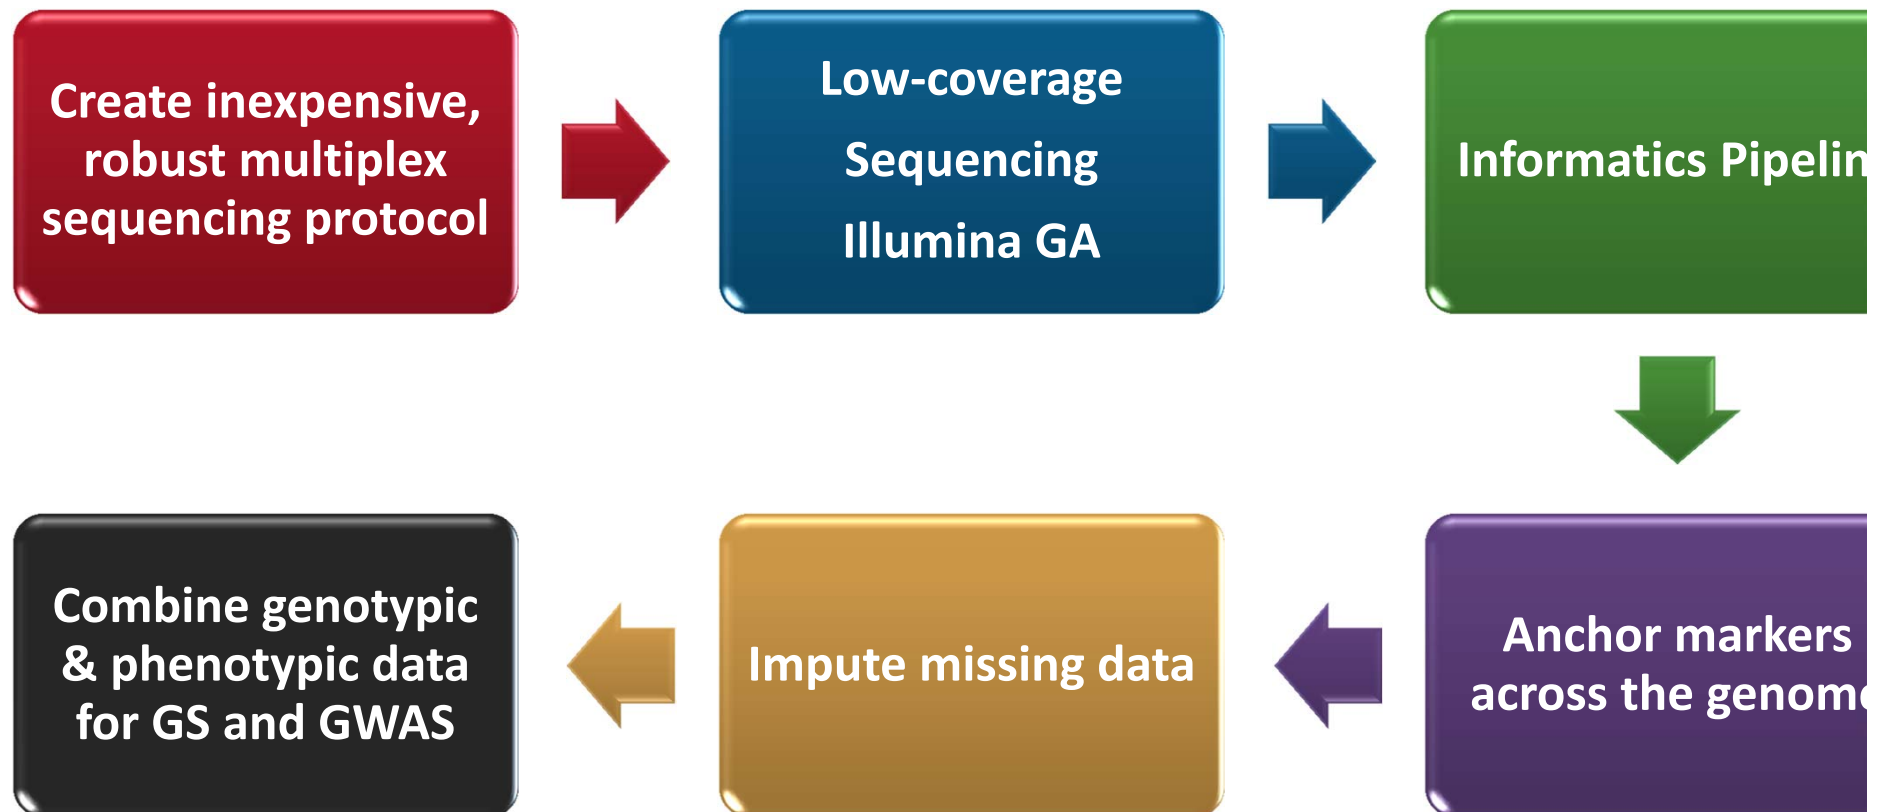 Create inexpensive,
robust multiplex
sequencing protocol
Low-coverage
Sequencing
Illumina GA
Informatics Pipelin
Anchor markers
across the genome
Impute missing data
Combine genotypic
& phenotypic data
for GS and GWAS